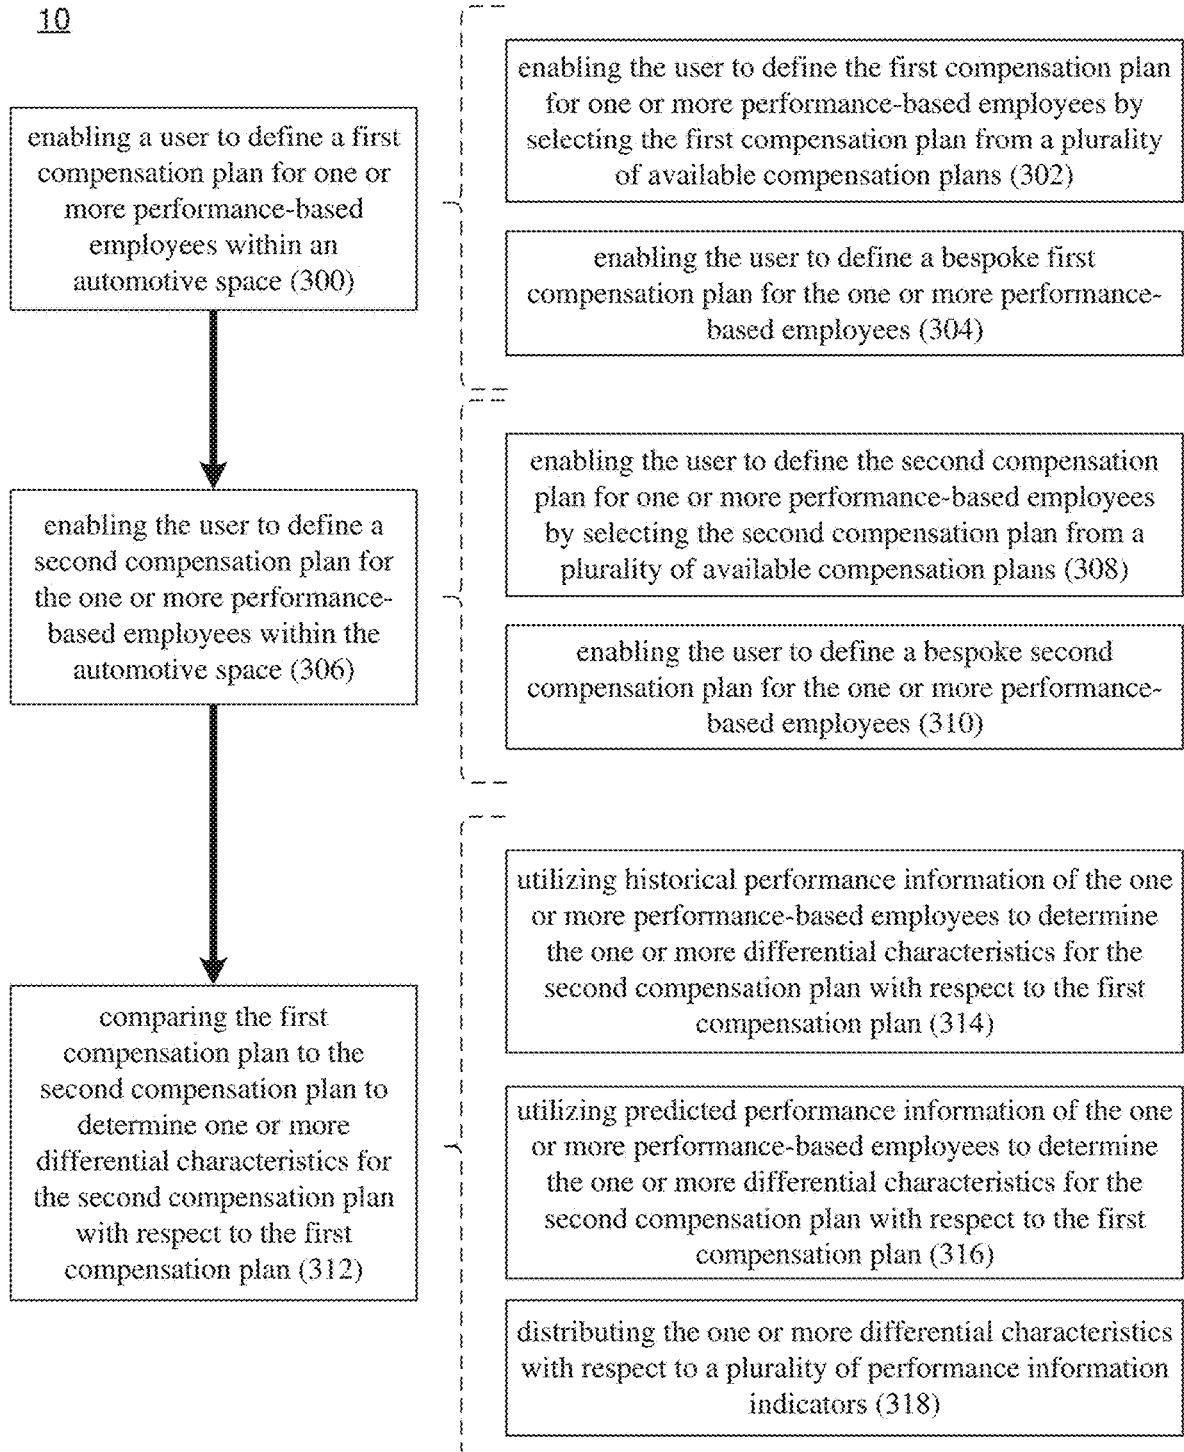 10
enabling a user to define a first
compensation plan for one or
more performance-based
employees within an
automotive space (300)
enabling the user to define the first compensation plan
for one or more performance-based employees by
selecting the first compensation plan from a plurality
of available compensation plans (302)
enabling the user to define a bespoke first
compensation plan for the one or more performance-
based employees (304)
enabling the user to define a
second compensation plan for
the one or more performance-
based employees within the
automotive space (306)
enabling the user to define the second compensation
plan for one or more performance-based employees
by selecting the second compensation plan from a
plurality of available compensation plans (308)
enabling the user to define a bespoke second
compensation plan for the one or more performance-
based employees (310)
comparing the first
compensation plan to the
second compensation plan to
determine one or more
differential characteristics for
the second compensation plan
with respect to the first
compensation plan (312)
utilizing historical performance information of the one
or more performance-based employees to determine
the one or more differential characteristics for the
second compensation plan with respect to the first
compensation plan (314)
utilizing predicted performance information of the one
or more performance-based employees to determine
the one or more differential characteristics for the
second compensation plan with respect to the first
compensation plan (316)
distributing the one or more differential characteristics
with respect to a plurality of performance information
indicators (318)